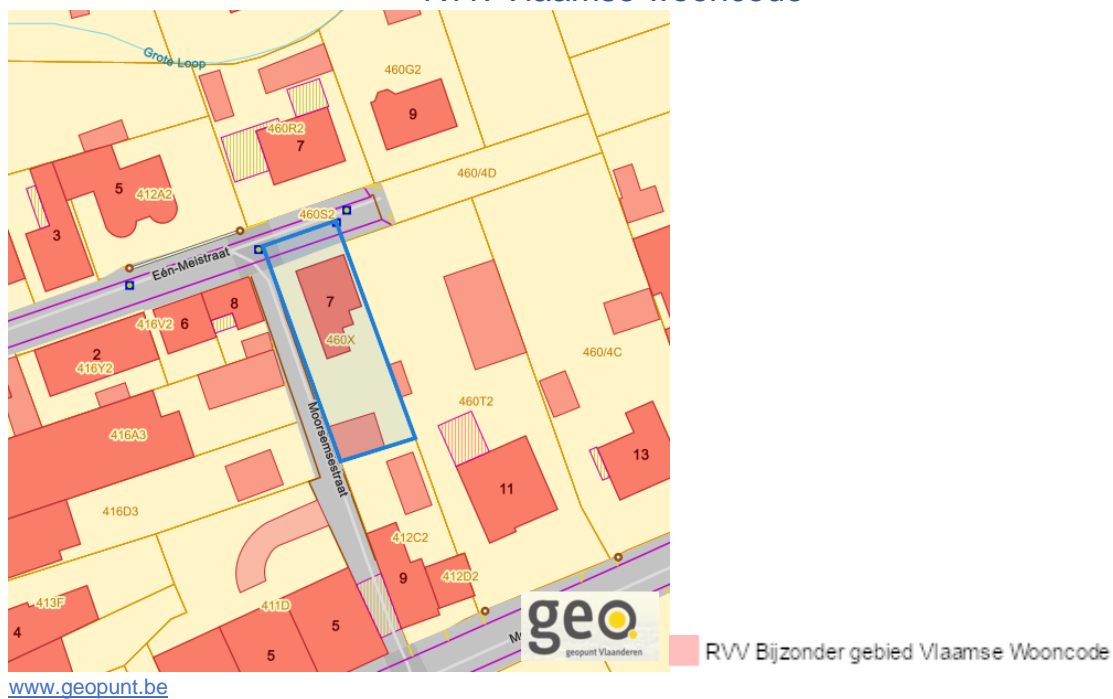 RVV Vlaamse wooncode
Grote Loop
460G2
9
460R2
7
460/4D
5
412A2
460S2
3
Eén-Meistraat
8
7
416V2
6
460X
2
416Y2
460/4C
460T2
416A3
Moorsemsestraat
13
11
416D3
412C2
9
412D2
413F
411D
4
5
5
geo
geopunt Vlaanderen
RVV Bijzonder gebied Vlaamse Wooncode
www.geopunt.be